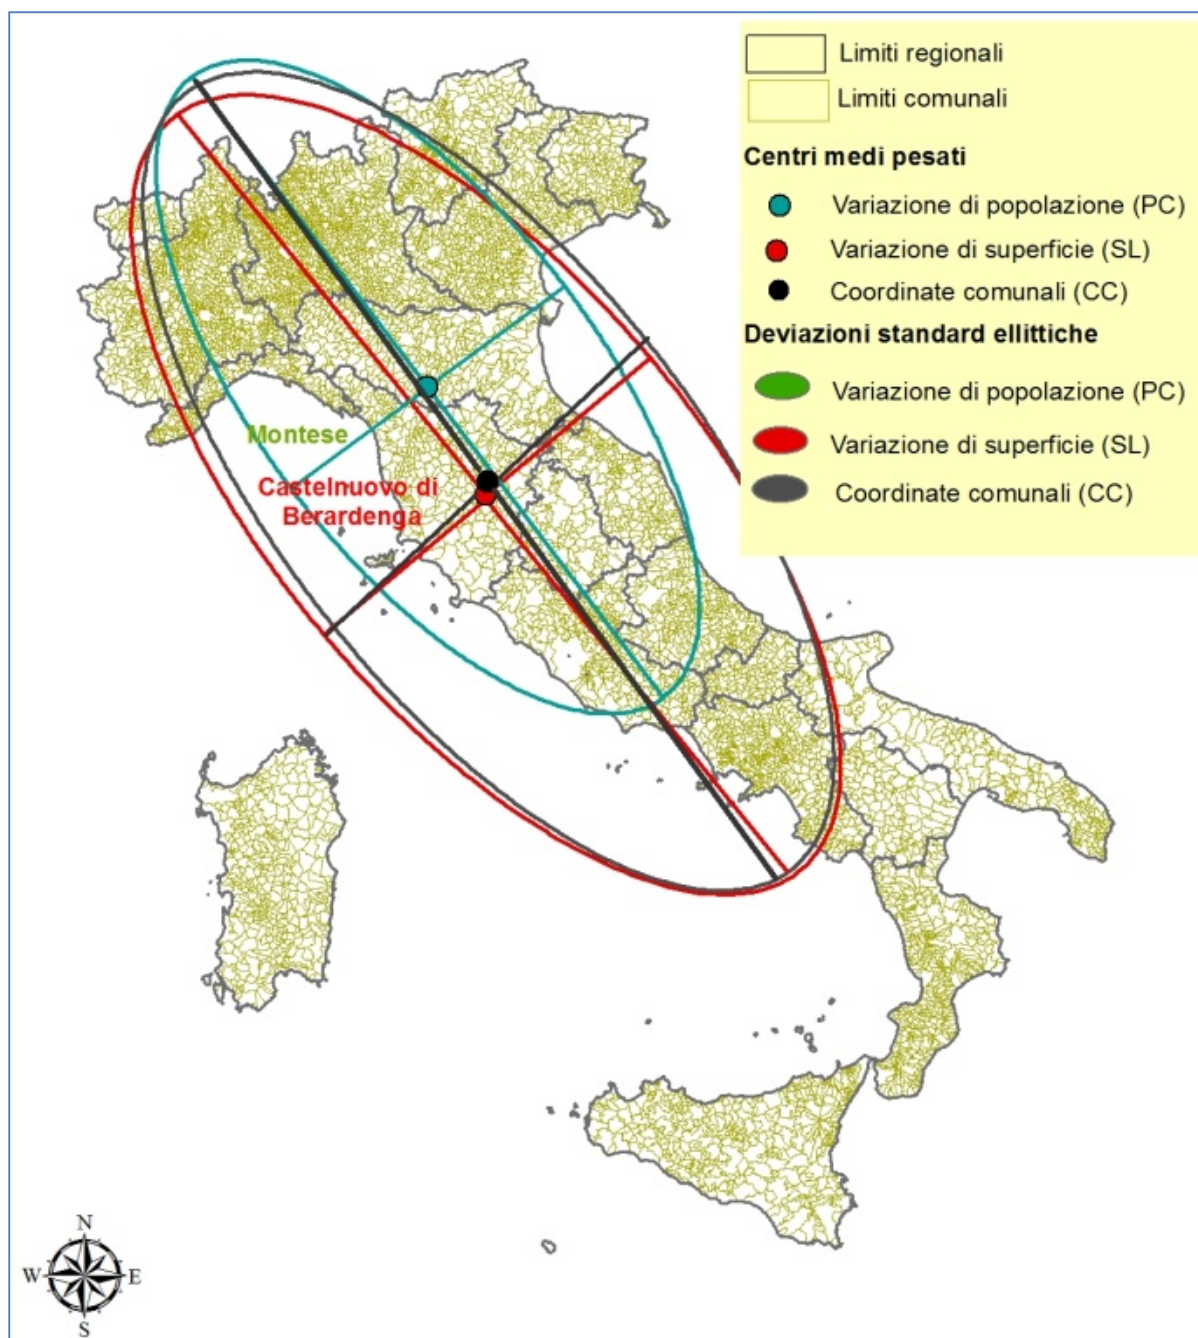 Limiti regionali
Limiti comunali
Centri medi pesati
Variazione di popolazione (PC)
Variazione di superficie (SL)
Coordinate comunali (CC)
Deviazioni standard ellittiche
Variazione di popolazione (PC)
Variazione di superficie (SL)
Coordinate comunali (CC)
Montese
Castelnuovo di
Berardenga
N
W E
S